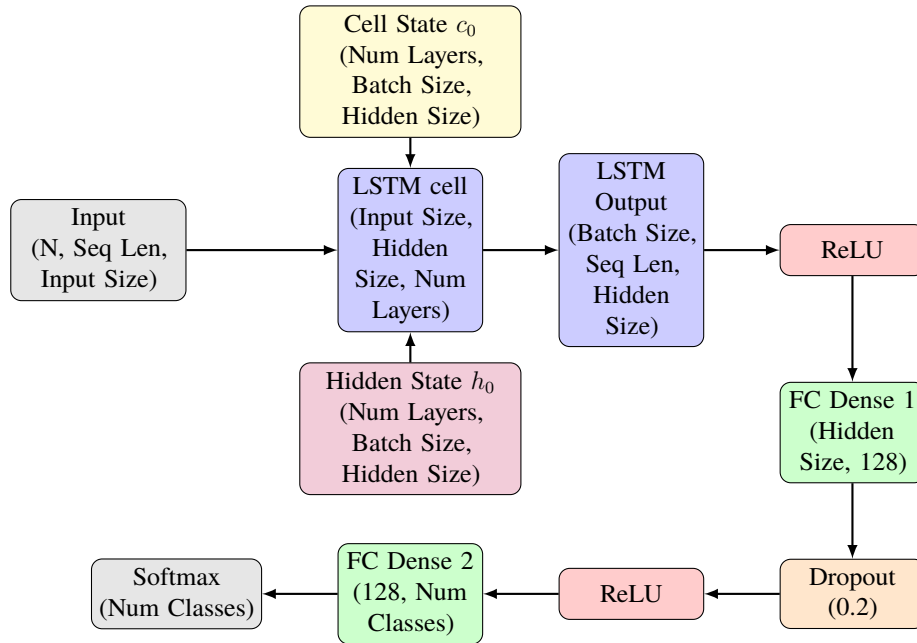 Cell State c₀
(Num Layers,
Batch Size,
Hidden Size)
Input
(N, Seq Len,
Input Size)
LSTM cell
(Input Size,
Hidden
Size, Num
Layers)
LSTM
Output
(Batch Size,
Seq Len,
Hidden
Size)
ReLU
Hidden State h₀
(Num Layers,
Batch Size,
Hidden Size)
FC Dense 1
(Hidden
Size, 128)
Dropout
(0.2)
ReLU
FC Dense 2
(128, Num
Classes)
Softmax
(Num Classes)